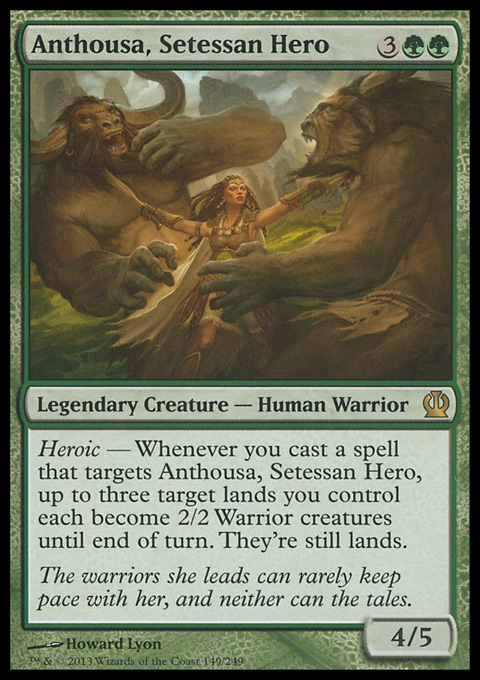 Anthousa, Setessan Hero 3
Legendary Creature — Human Warrior
Heroic — Whenever you cast a spell
that targets Anthousa, Setessan Hero,
up to three target lands you control
each become 2/2 Warrior creatures
until end of turn. They're still lands.
The warriors she leads can rarely keep
pace with her, and neither can the tales.
Howard Lyon
4/5
™ & © 2013 Wizards of the Coast 149/249